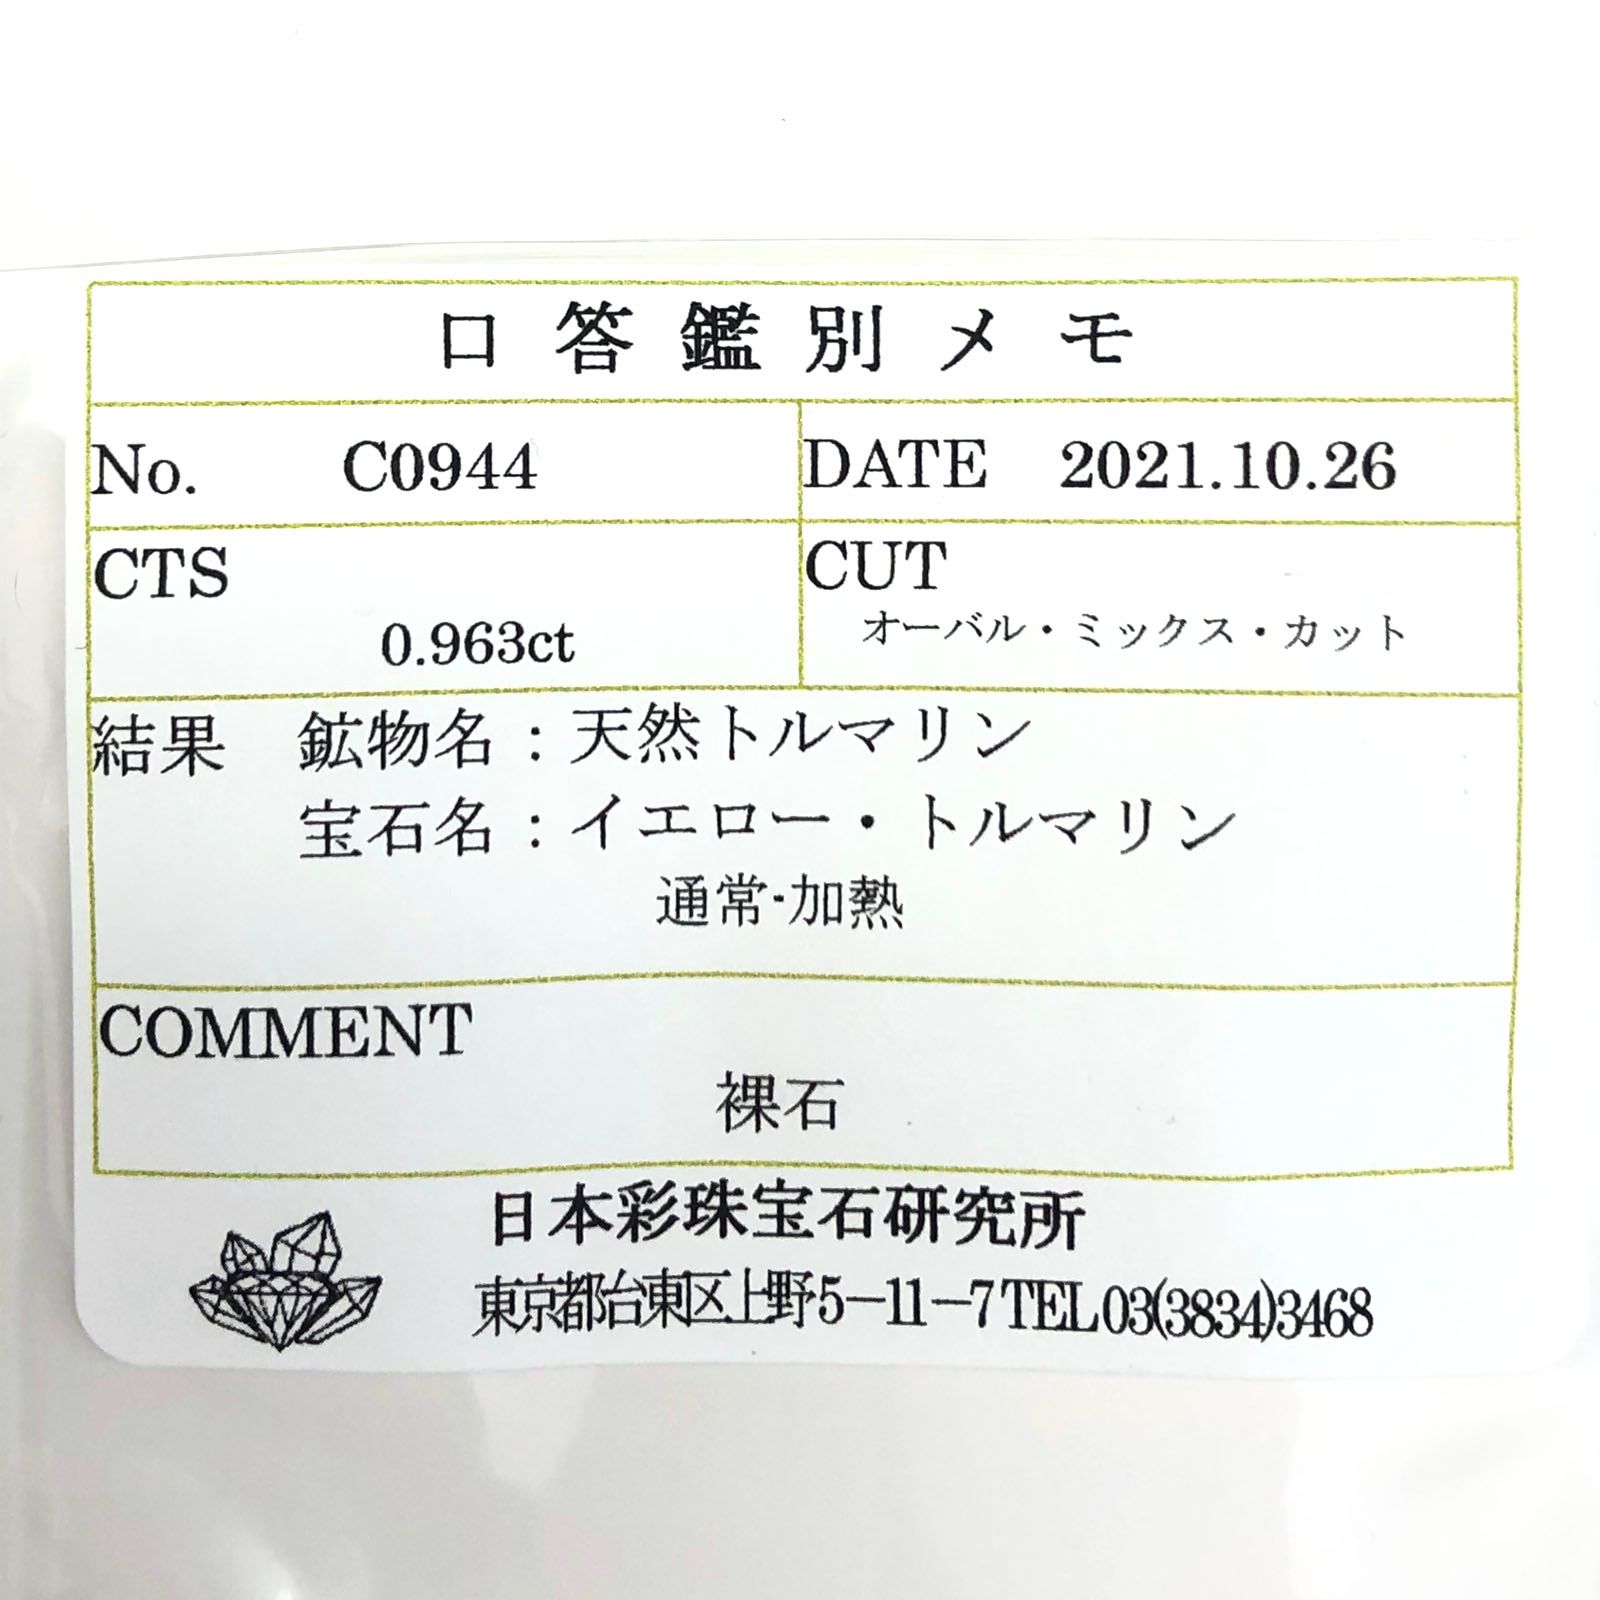 口答鑑別メモ
No. C0944 DATE 2021.10.26
CTS CUT
0.963ct オーバル・ミックス・カット
結果 鉱物名：天然トルマリン
宝石名：イエロー・トルマリン
通常・加熱
COMMENT
裸石
日本彩珠宝石研究所
東京都台東区上野5－11－7 TEL 03(3834)3468